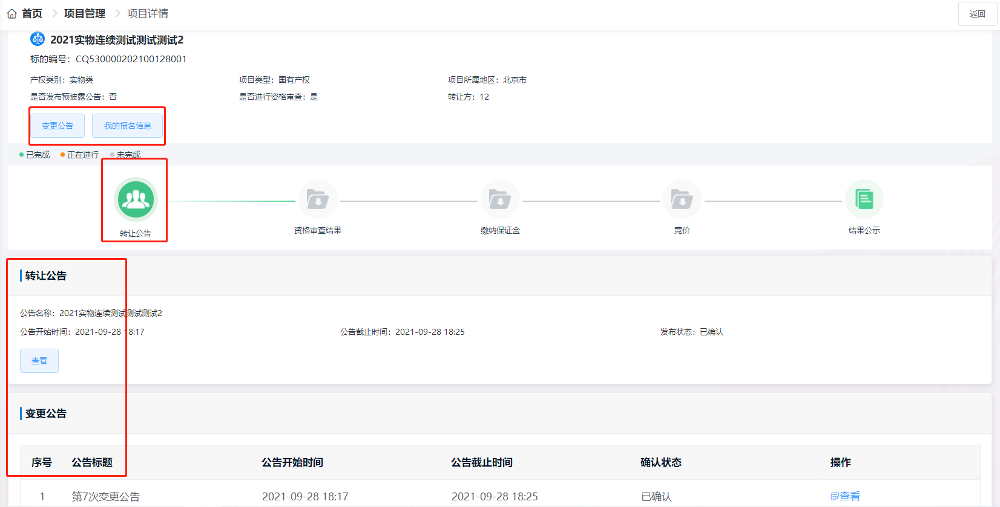 首页 > 项目管理 > 项目详情
返回
2021实物连续测试测试测试2
标的编号：CQ530000202100128001
产权类别：实物类 项目类型：国有产权 项目所属地区：北京市
是否发布预披露公告：否 是否进行资格审查：是 转让方：12
变更公告 我的报名信息
已完成 正在进行 未完成
转让公告 资格审查结果 缴纳保证金 竞价 结果公示
转让公告
公告名称：2021实物连续测试测试测试2
公告开始时间：2021-09-28 18:17 公告截止时间：2021-09-28 18:25 发布状态：已确认
查看
变更公告
序号 公告标题 公告开始时间 公告截止时间 确认状态 操作
1 第7次变更公告 2021-09-28 18:17 2021-09-28 18:25 已确认 查看